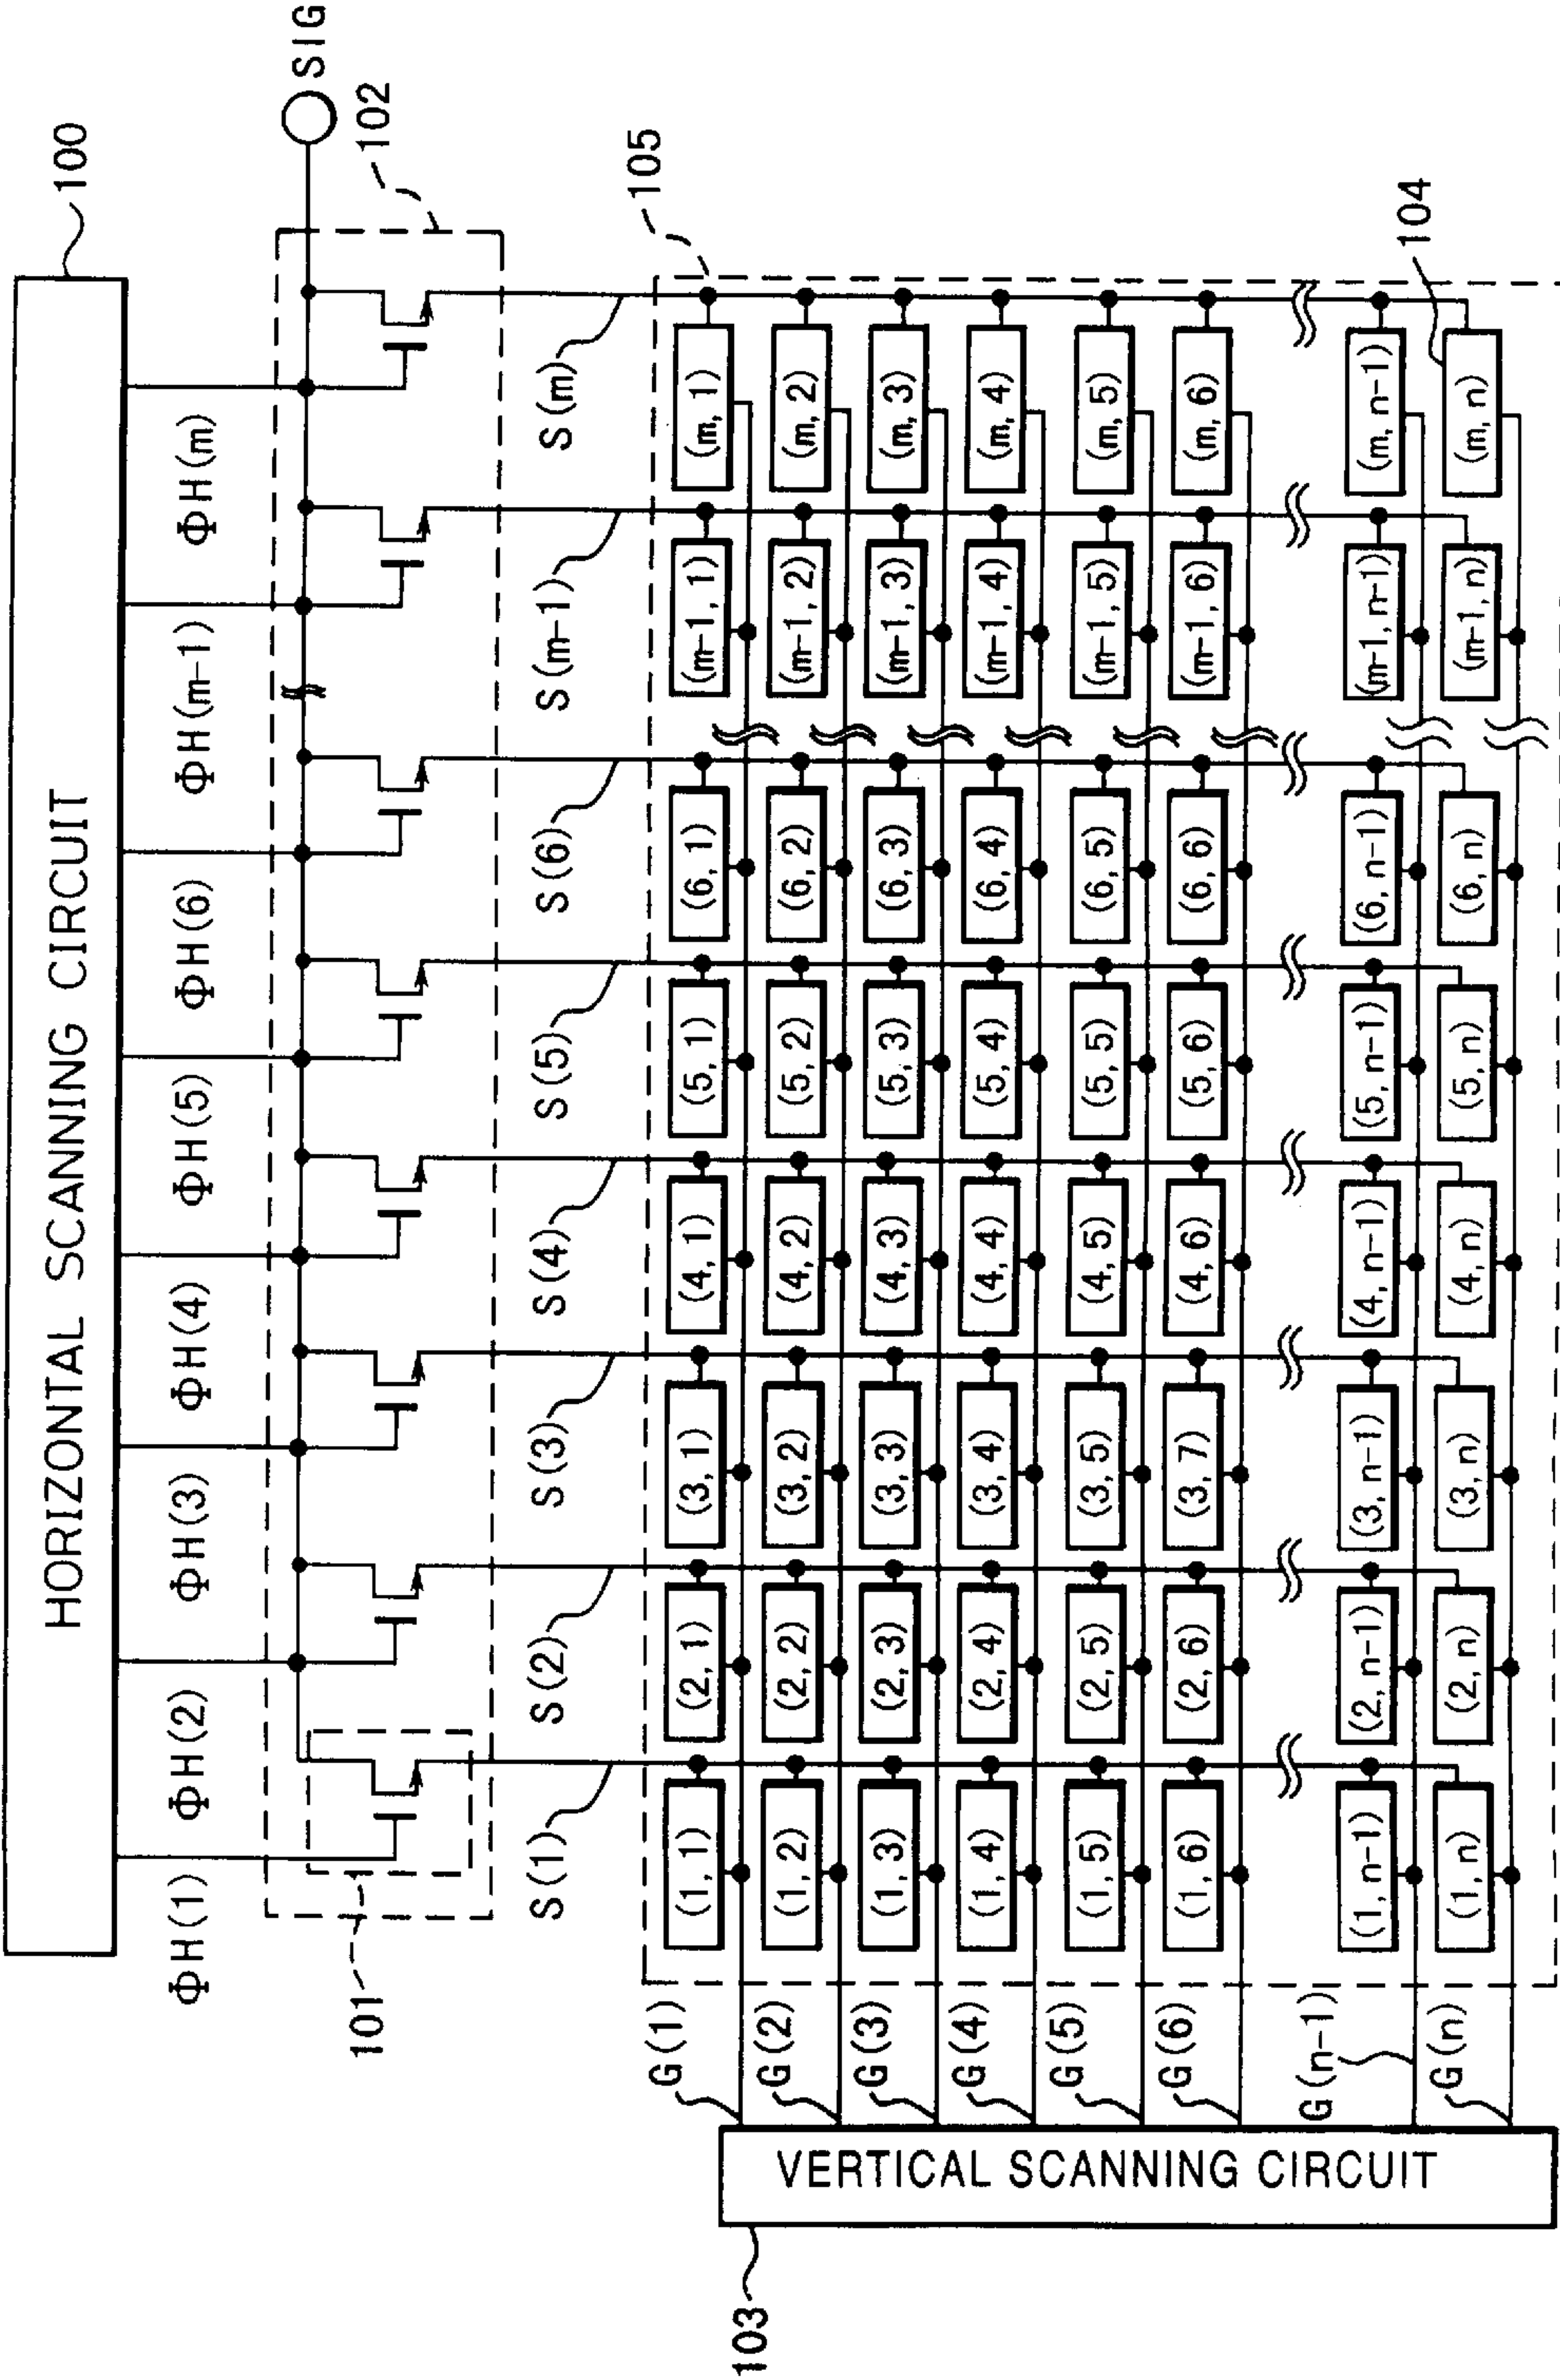 HORIZONTAL SCANNING CIRCUIT
100
ΦH(1) ΦH(2) ΦH(3) ΦH(4) ΦH(5) ΦH(6) ΦH(m-1) ΦH(m)
SIG
101
102
S(1) S(2) S(3) S(4) S(5) S(6) S(m-1) S(m)
105
G(1)
(1,1) (2,1) (3,1) (4,1) (5,1) (6,1) (m-1,1) (m,1)
G(2)
(1,2) (2,2) (3,2) (4,2) (5,2) (6,2) (m-1,2) (m,2)
G(3)
(1,3) (2,3) (3,3) (4,3) (5,3) (6,3) (m-1,3) (m,3)
G(4)
(1,4) (2,4) (3,4) (4,4) (5,4) (6,4) (m-1,4) (m,4)
G(5)
(1,5) (2,5) (3,5) (4,5) (5,5) (6,5) (m-1,5) (m,5)
G(6)
(1,6) (2,6) (3,7) (4,6) (5,6) (6,6) (m-1,6) (m,6)
G(n-1)
(1,n-1) (2,n-1) (3,n-1) (4,n-1) (5,n-1) (6,n-1) (m-1,n-1) (m,n-1)
104
G(n)
(1,n) (2,n) (3,n) (4,n) (5,n) (6,n) (m-1,n) (m,n)
VERTICAL SCANNING CIRCUIT
103